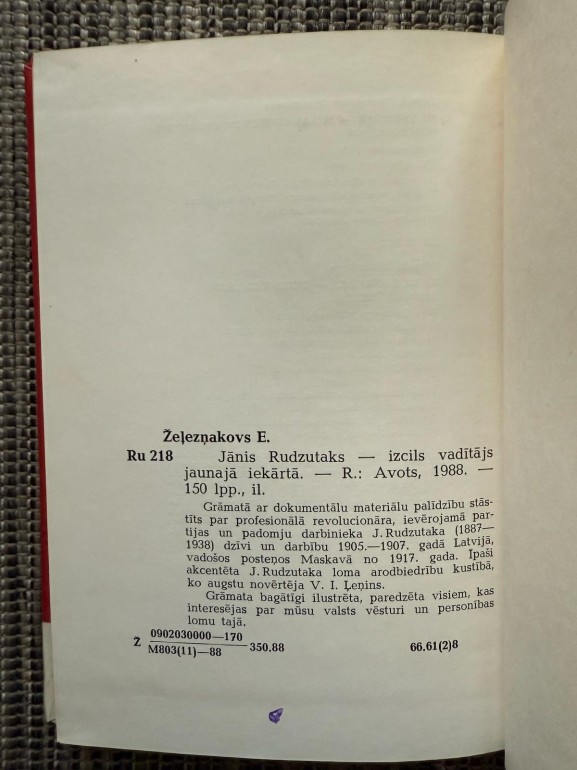 Žeļezņakovs E.
Ru 218 Jānis Rudzutaks — izcils vadītājs
jaunajā iekārtā. — R.: Avots, 1988. —
150 lpp., il.
Grāmatā ar dokumentālu materiālu palīdzību stās-
tīts par profesionālā revolucionāra, ievērojamā par-
tijas un padomju darbinieka J. Rudzutaka (1887—
1938) dzīvi un darbību 1905.—1907. gadā Latvijā,
vadošos posteņos Maskavā no 1917. gada. Īpaši
akcentēta J. Rudzutaka loma arodbiedrību kustībā,
ko augstu novērtēja V. I. Ļeņins.
Grāmata bagātīgi ilustrēta, paredzēta visiem, kas
interesējas par mūsu valsts vēsturi un personības
lomu tajā.
Ž 0902030000—170
M803(11)—88 350.88 66.61(2)8